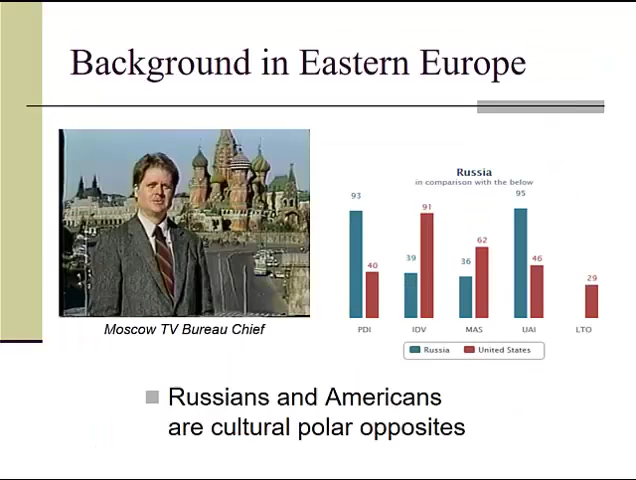 Background in Eastern Europe
Russia
in comparison with the below
93
40
39
91
36
62
95
46
29
PDI IDV MAS UAI LTO
Russia United States
Moscow TV Bureau Chief
Russians and Americans
are cultural polar opposites